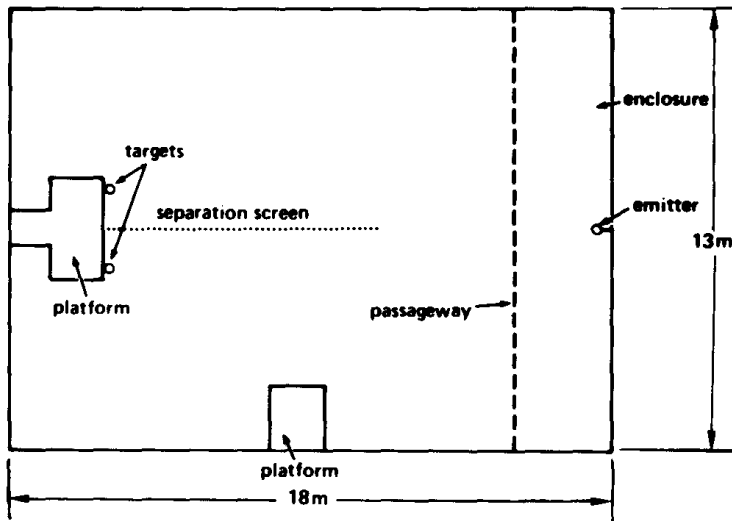 enclosure
targets
separation screen
emitter
13m
platform
passageway
platform
18m